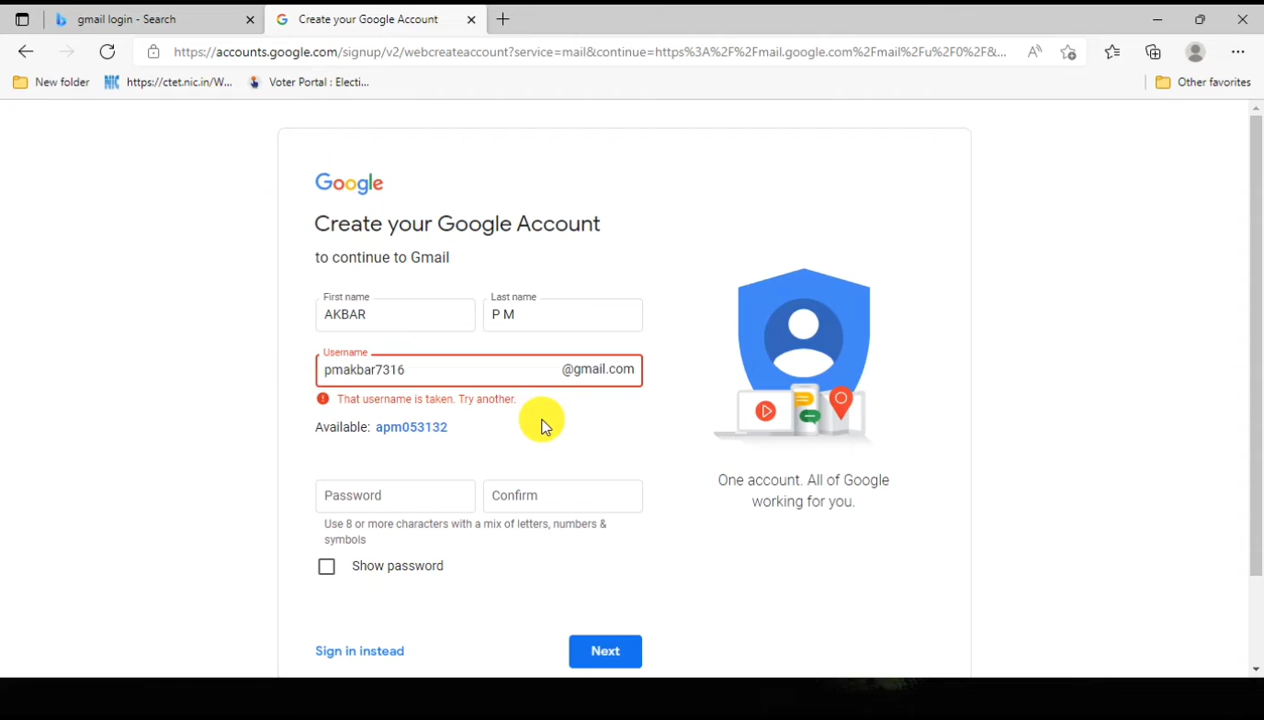 gmail login - Search
Create your Google Account
https://accounts.google.com/signup/v2/webcreateaccount?service=mail&continue=https%3A%2F%2Fmail.google.com%2Fmail%2Fu%2F0%2F&...
New folder
https://ctet.nic.in/W...
Voter Portal : Electi...
Other favorites
Google
Create your Google Account
to continue to Gmail
First name
Last name
AKBAR
P M
Username
pmakbar7316
@gmail.com
That username is taken. Try another.
Available: apm053132
Password
Confirm
Use 8 or more characters with a mix of letters, numbers &
symbols
Show password
Sign in instead
Next
One account. All of Google
working for you.